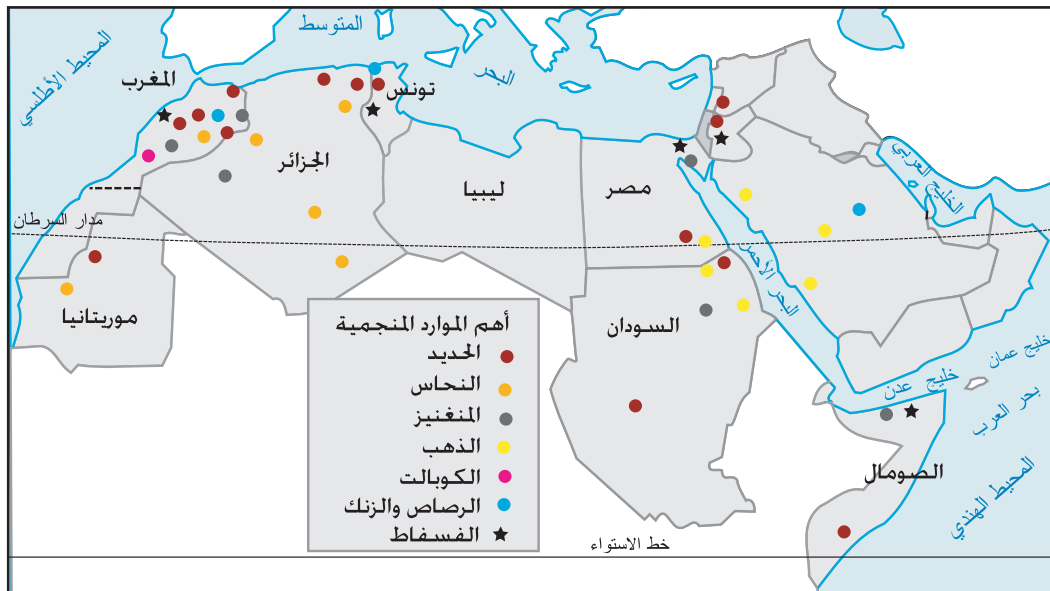 المتوسط
البحر
المحيط الأطلسي
المغرب
تونس
الجزائر
ليبيا
مصر
الخليج العربي
مدار السرطان
البحر الأحمر
موريتانيا
السودان
أهم الموارد المنجمية
الحديد
النحاس
المنغنيز
الذهب
الكوبالت
الرصاص والزنك
الفسفاط
خليج عمان
خليج عدن
بحر العرب
الصومال
المحيط الهندي
خط الاستواء